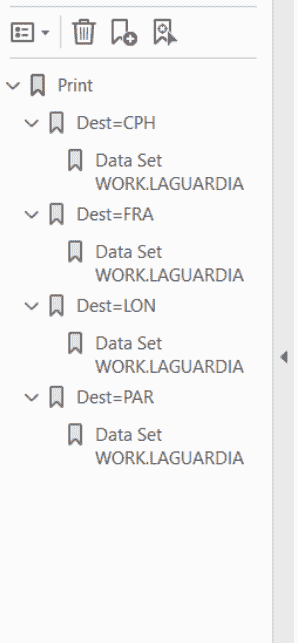 Print
Dest=CPH
Data Set
WORK.LAGUARDIA
Dest=FRA
Data Set
WORK.LAGUARDIA
Dest=LON
Data Set
WORK.LAGUARDIA
Dest=PAR
Data Set
WORK.LAGUARDIA